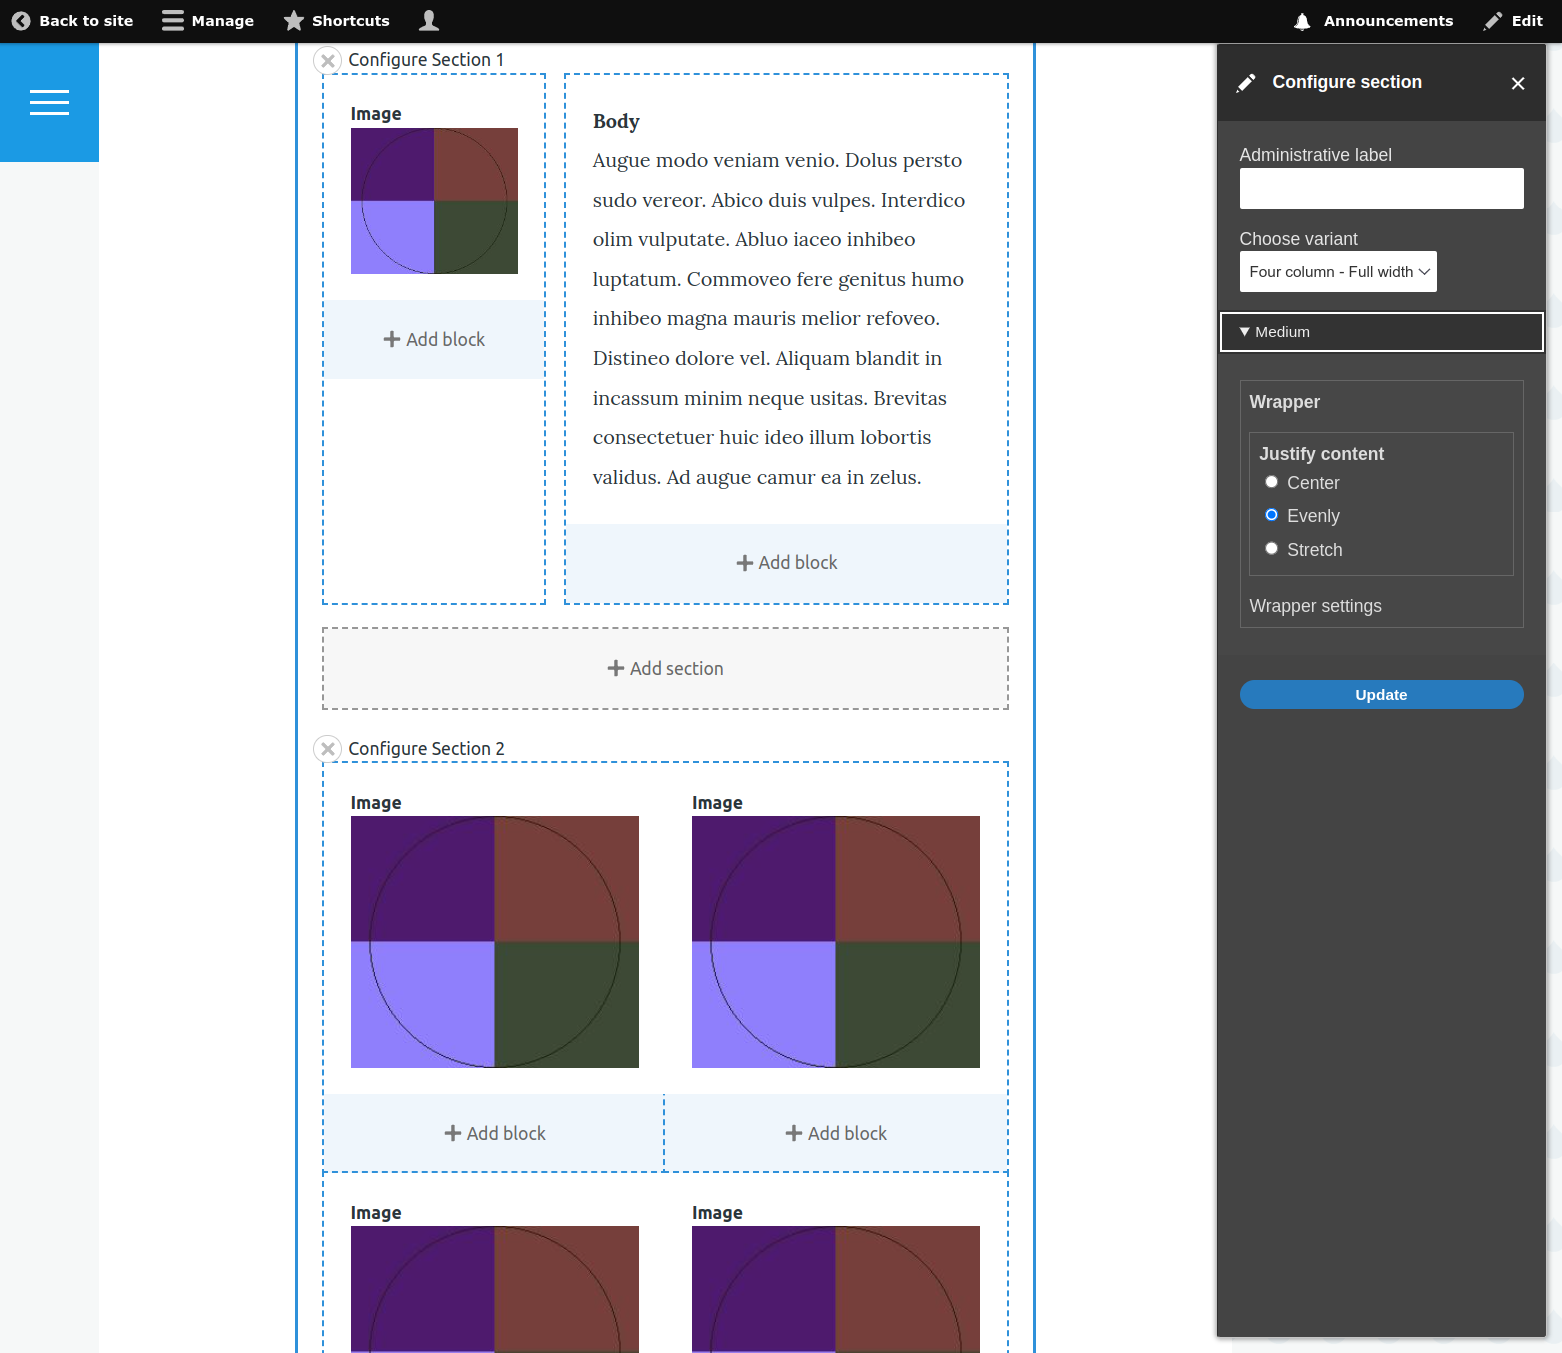 Back to site
Manage
Shortcuts
Announcements
Edit
Configure Section 1
Image
Add block
Body
Augue modo veniam venio. Dolus persto
sudo vereor. Abico duis vulpes. Interdico
olim vulputate. Abluo iaceo inhibeo
luptatum. Commoveo fere genitus humo
inhibeo magna mauris melior refoveo.
Distineo dolore vel. Aliquam blandit in
incassum minim neque usitas. Brevitas
consectetuer huic ideo illum lobortis
validus. Ad augue camur ea in zelus.
Add block
Add section
Configure Section 2
Image
Image
Add block
Add block
Image
Image
Configure section
Administrative label
Choose variant
Four column - Full width
Medium
Wrapper
Justify content
Center
Evenly
Stretch
Wrapper settings
Update